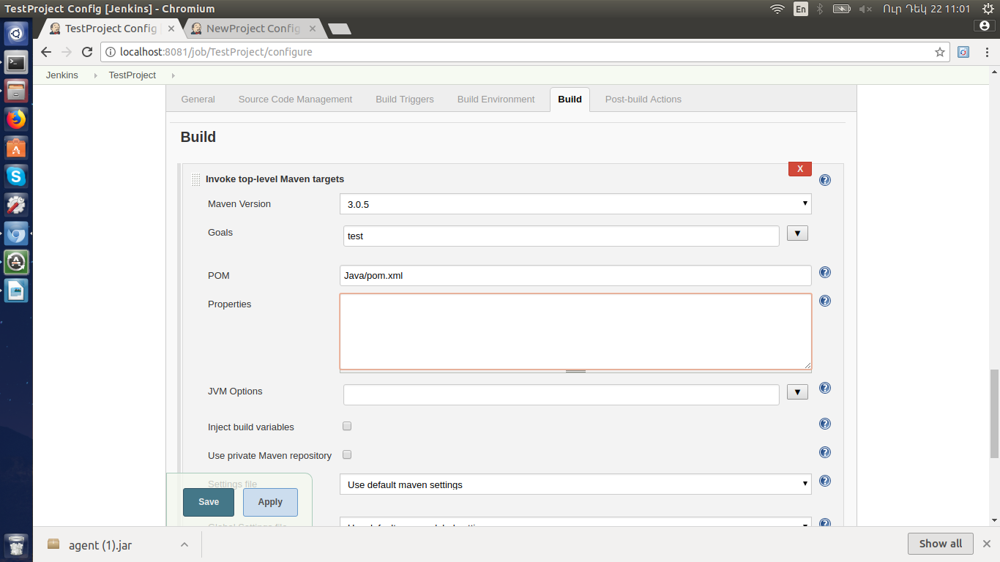 TestProject Config [Jenkins] - Chromium
En
Ուր Դեկ 22 11:01
TestProject Config
NewProject Config
localhost:8081/job/TestProject/configure
Jenkins TestProject
General Source Code Management Build Triggers Build Environment Build Post-build Actions
Build
X
Invoke top-level Maven targets
Maven Version 3.0.5
Goals test
POM Java/pom.xml
Properties
JVM Options
Inject build variables
Use private Maven repository
Settings file Use default maven settings
Save Apply
Global Settings file
agent (1).jar
Show all